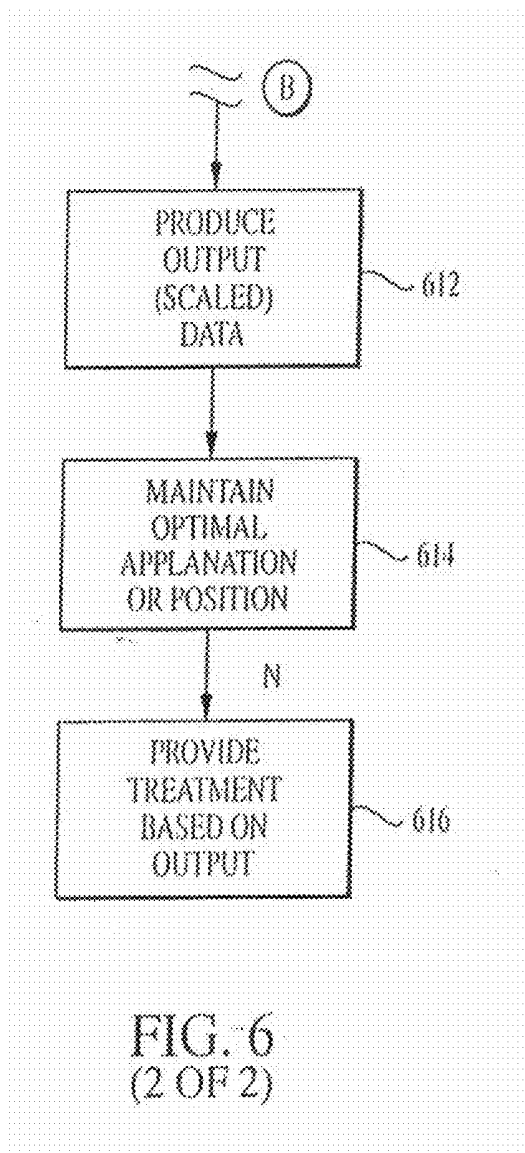 B
PRODUCE
OUTPUT
(SCALED)
DATA
612
MAINTAIN
OPTIMAL
APPLANATION
OR POSITION
614
N
PROVIDE
TREATMENT
BASED ON
OUTPUT
616
FIG. 6
(2 OF 2)